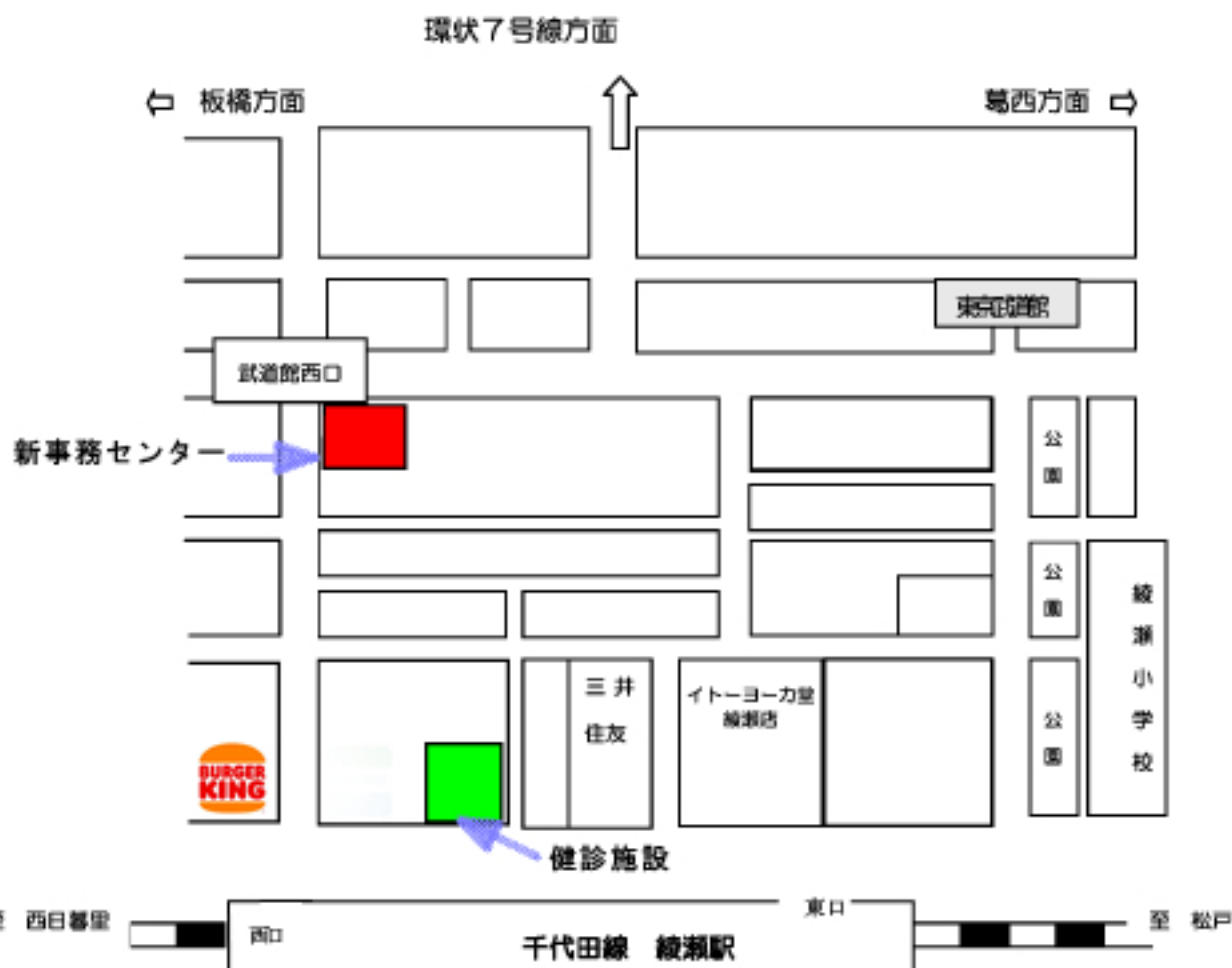 環状7号線方面
板橋方面
葛西方面
東京武道館
武道館西口
新事務センター
公園
公園
綾瀬小学校
三井
住友
イトーヨーカ堂
綾瀬店
公園
BURGER
KING
健診施設
西日暮里
西口
千代田線 綾瀬駅
東口
至 松戸